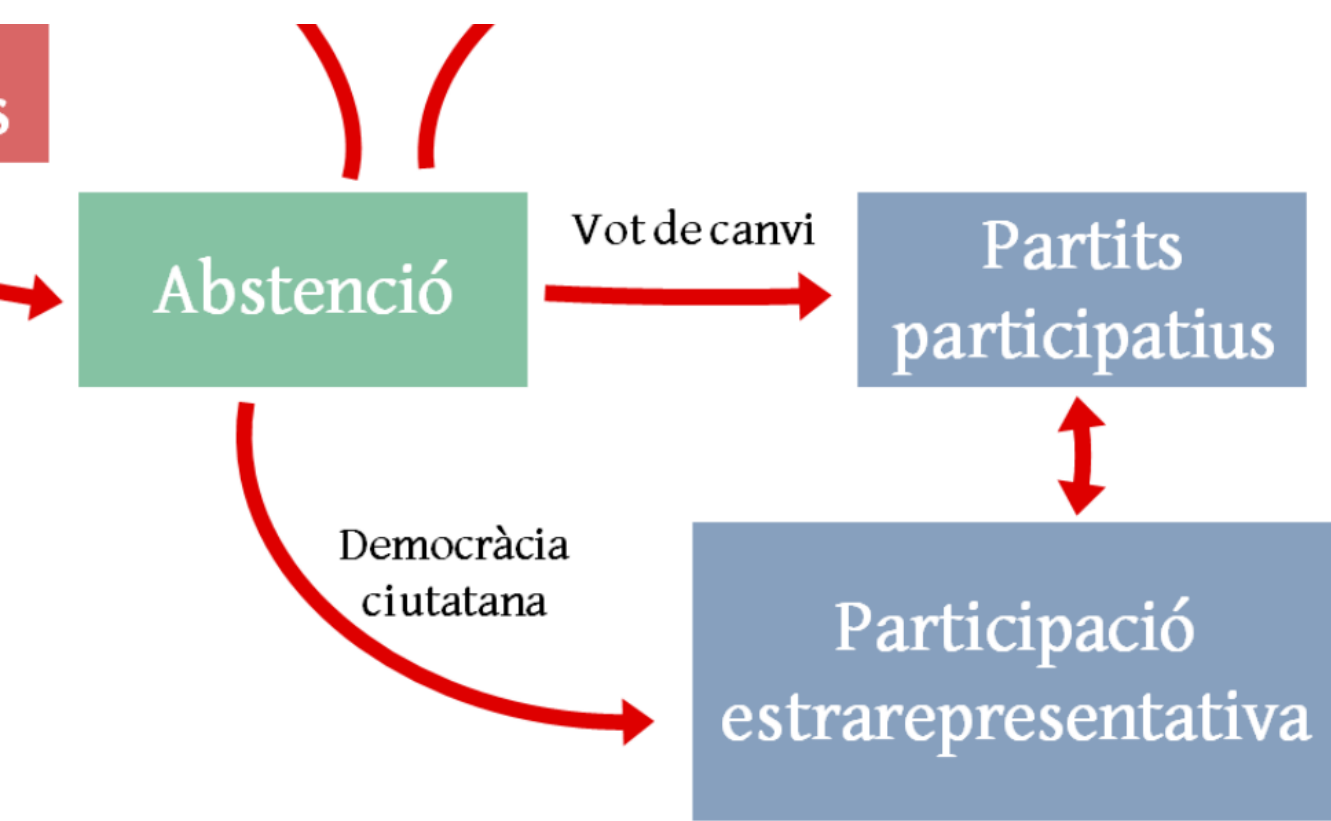 s
Abstenció
Vot de canvi
Partits
participatius
Democràcia
ciutatana
Participació
estrarepresentativa